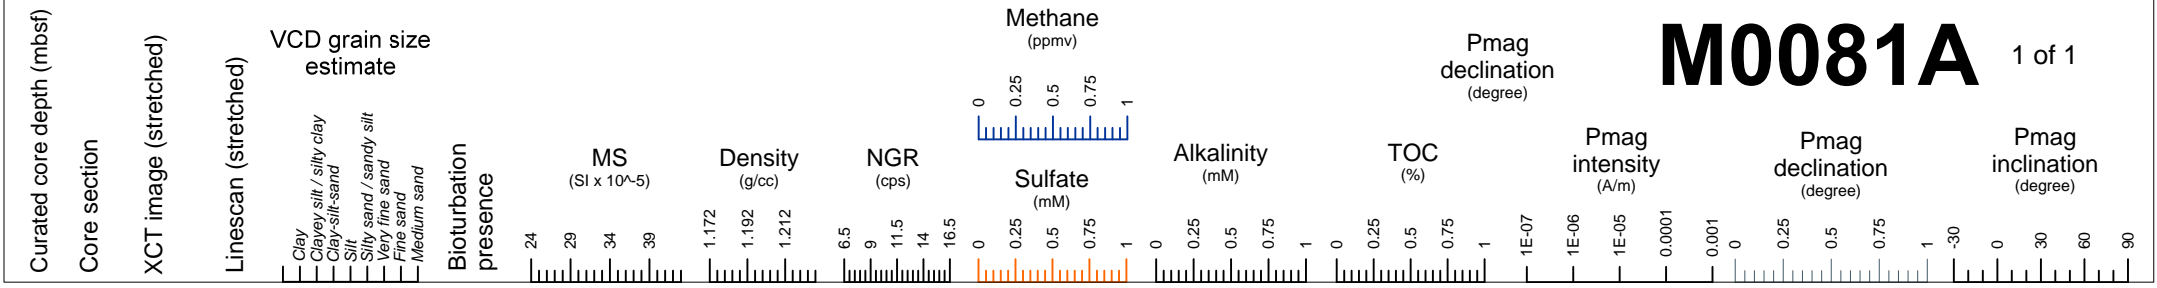 Curated core depth (mbsf)
Core section
XCT image (stretched)
Linescan (stretched)
VCD grain size
estimate
Clay
Clayey silt / silty clay
Clay-silt-sand
Silt
Silty sand / sandy silt
Very fine sand
Fine sand
Medium sand
Bioturbation
presence
MS
(SI x 10^-5)
24 29 34 39
Density
(g/cc)
1.172 1.192 1.212
NGR
(cps)
6.5 9 11.5 14 16.5
Methane
(ppmv)
0 0.25 0.5 0.75 1
Sulfate
(mM)
0 0.25 0.5 0.75 1
Alkalinity
(mM)
0 0.25 0.5 0.75 1
TOC
(%)
0 0.25 0.5 0.75 1
Pmag
declination
(degree)
Pmag
intensity
(A/m)
1E-07 1E-06 1E-05 0.0001 0.001
M0081A 1 of 1
Pmag
declination
(degree)
0 0.25 0.5 0.75 1
Pmag
inclination
(degree)
-30 0 30 60 90